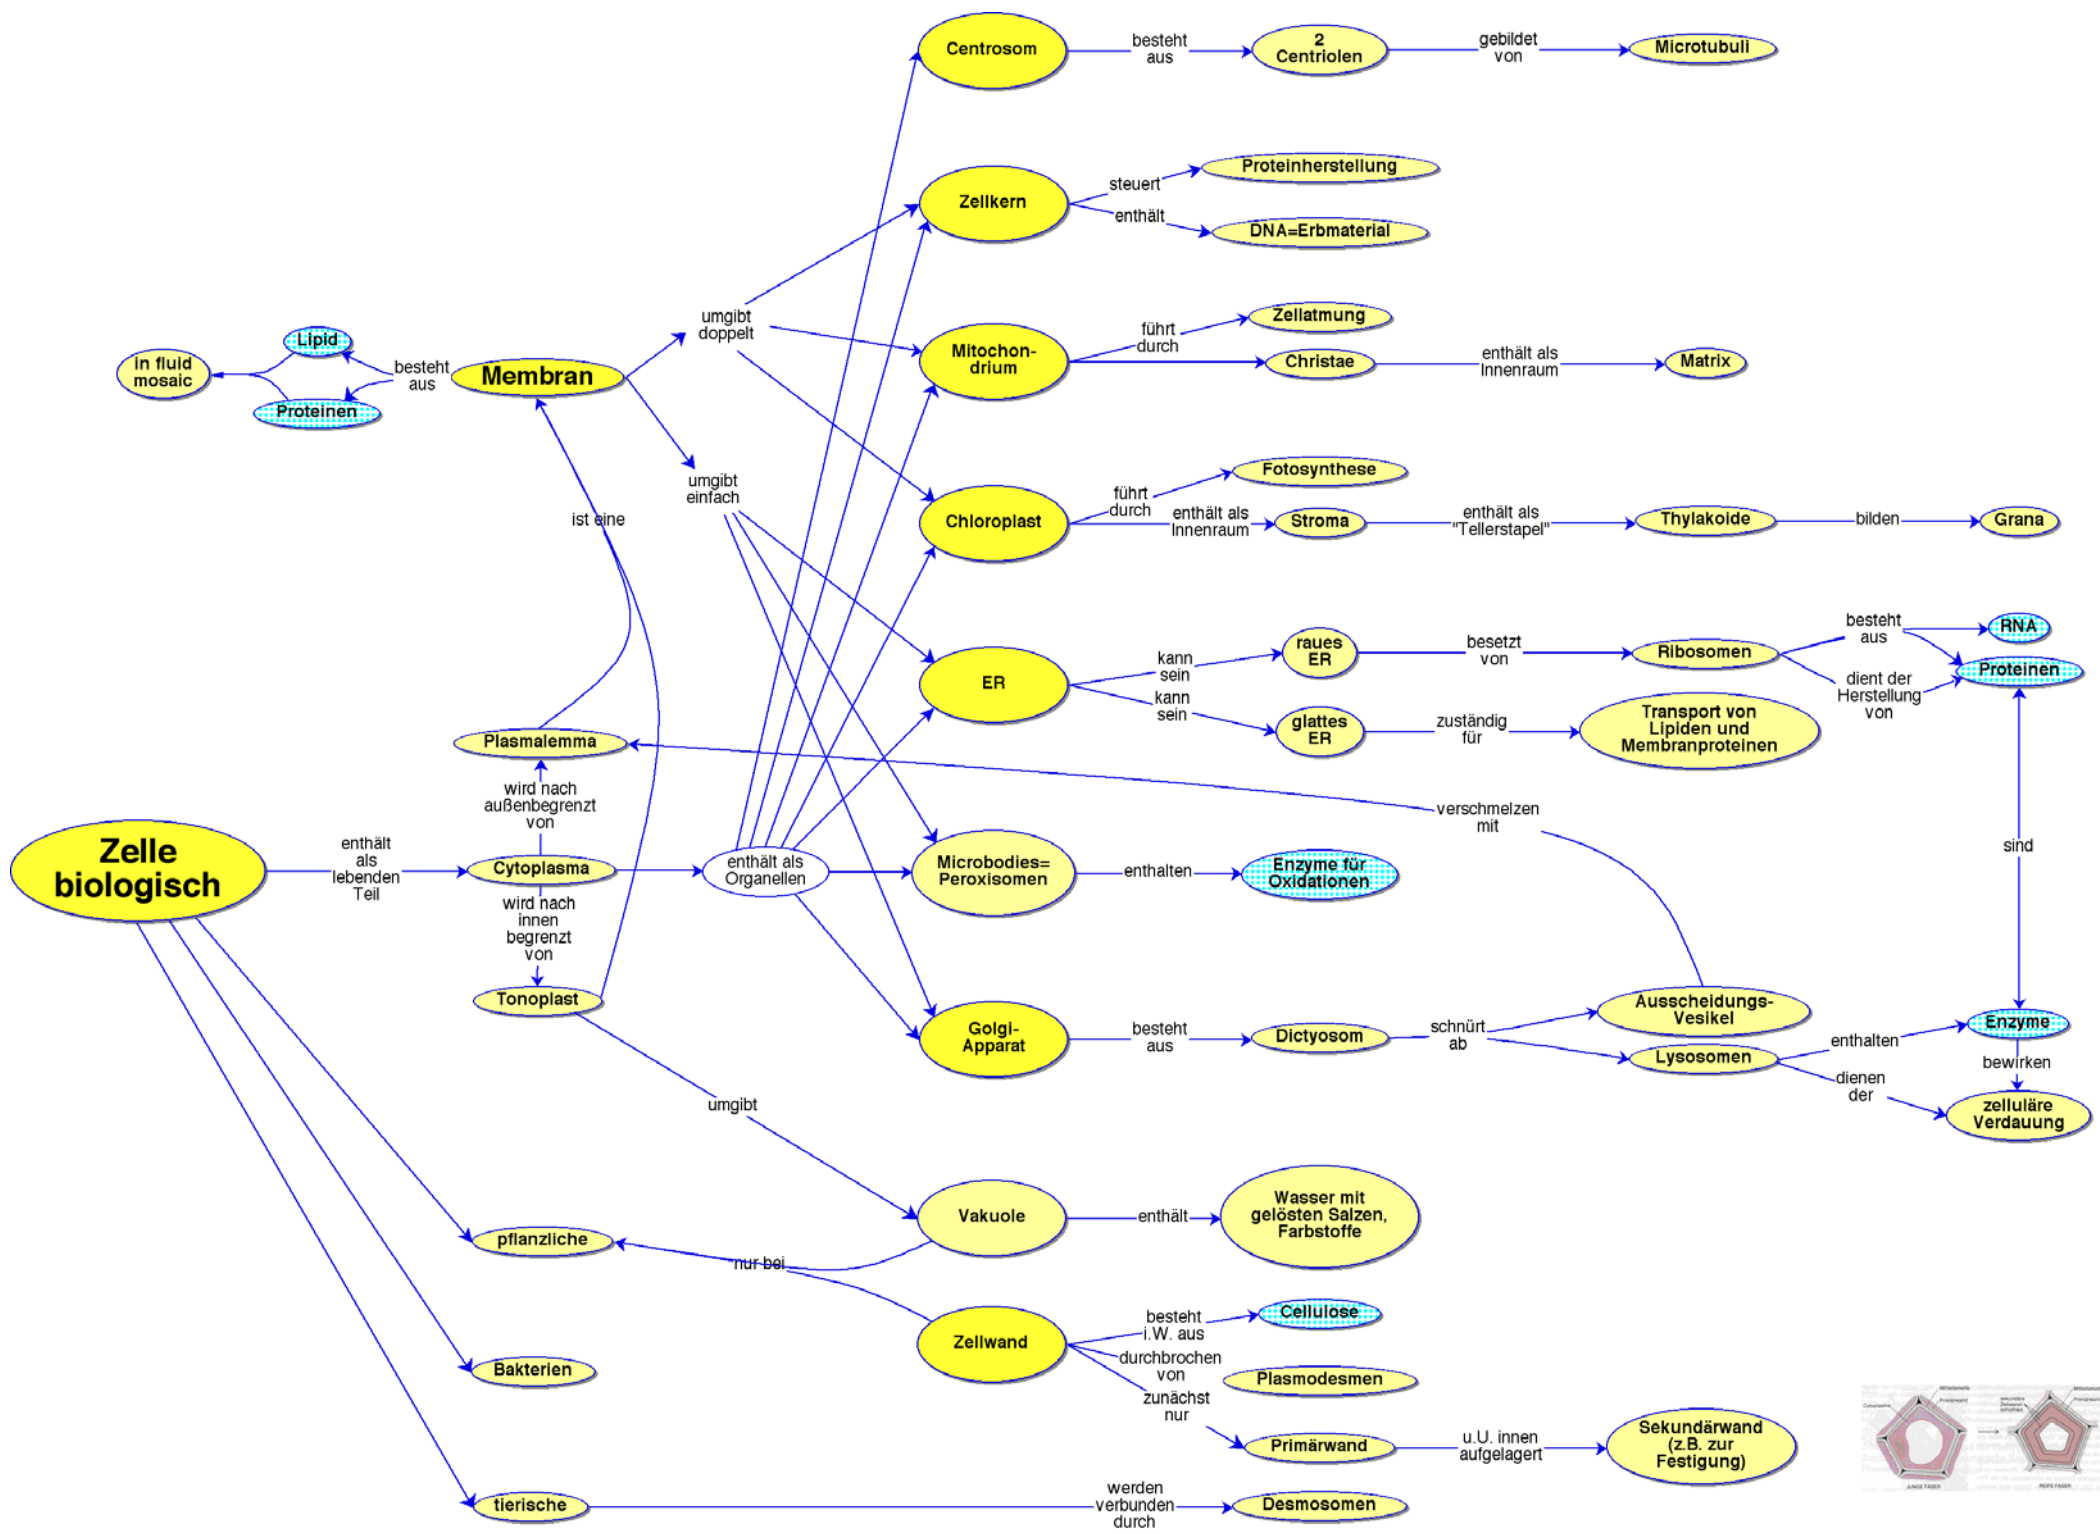 Centrosom
besteht
aus
2
Centriolen
gebildet
von
Microtubuli
Zellkern
steuert
Proteinherstellung
enthält
DNA=Erbmaterial
umgibt
doppelt
Lipid
in fluid
mosaic
Proteinen
besteht
aus
Membran
Mitochon-
drium
führt
durch
Zellatmung
Christae
enthält als
Innenraum
Matrix
umgibt
einfach
ist eine
Chloroplast
führt
durch
Fotosynthese
enthält als
Innenraum
Stroma
enthält als
"Tellerstapel"
Thylakoide
bilden
Grana
ER
kann
sein
raues
ER
besetzt
von
Ribosomen
besteht
aus
RNA
Proteinen
dient der
Herstellung
von
kann
sein
glattes
ER
zuständig
für
Transport von
Lipiden und
Membranproteinen
Plasmalemma
wird nach
außenbegrenzt
von
verschmelzen
mit
sind
Zelle
biologisch
enthält
als
lebenden
Teil
Cytoplasma
enthält als
Organellen
Microbodies=
Peroxisomen
enthalten
Enzyme für
Oxidationen
wird nach
innen
begrenzt
von
Tonoplast
Golgi-
Apparat
besteht
aus
Dictyosom
schnürt
ab
Ausscheidungs-
Vesikel
Lysosomen
enthalten
Enzyme
bewirken
dienen
der
zelluläre
Verdauung
umgibt
Vakuole
enthält
Wasser mit
gelösten Salzen,
Farbstoffe
pflanzliche
nur bei
Zellwand
besteht
i.W. aus
Cellulose
durchbrochen
von
Plasmodesmen
zunächst
nur
Primärwand
u.U. innen
aufgelagert
Sekundärwand
(z.B. zur
Festigung)
Bakterien
tierische
werden
verbunden
durch
Desmosomen
JUNGE FASER
REIFE FASER